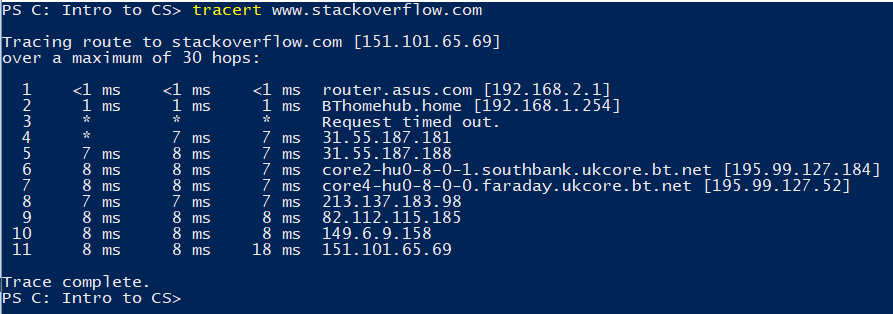 PS C: Intro to CS> tracert www.stackoverflow.com
Tracing route to stackoverflow.com [151.101.65.69]
over a maximum of 30 hops:
1 <1 ms <1 ms <1 ms router.asus.com [192.168.2.1]
2 1 ms 1 ms 1 ms BThomehub.home [192.168.1.254]
3 * * * Request timed out.
4 * 7 ms 7 ms 31.55.187.181
5 7 ms 8 ms 7 ms 31.55.187.188
6 8 ms 8 ms 7 ms core2-hu0-8-0-1.southbank.ukcore.bt.net [195.99.127.184]
7 8 ms 8 ms 8 ms core4-hu0-8-0-0.faraday.ukcore.bt.net [195.99.127.52]
8 7 ms 7 ms 7 ms 213.137.183.98
9 8 ms 8 ms 8 ms 82.112.115.185
10 8 ms 8 ms 8 ms 149.6.9.158
11 8 ms 8 ms 18 ms 151.101.65.69
Trace complete.
PS C: Intro to CS>